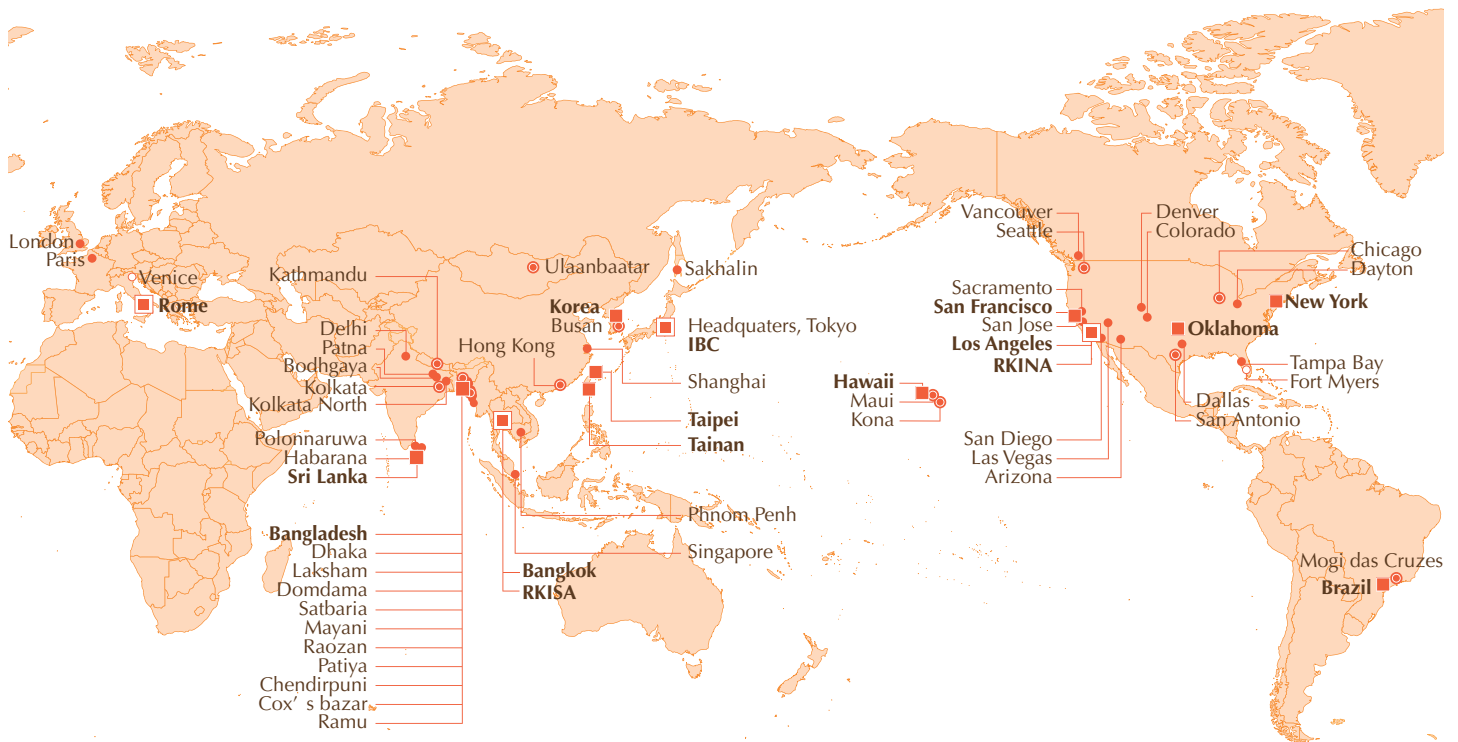 London
Paris
Venice
Rome
Kathmandu
Delhi
Patna
Bodhgaya
Kolkata
Kolkata North
Polonnaruwa
Habarana
Sri Lanka
Bangladesh
Dhaka
Laksham
Domdama
Satbaria
Mayani
Raozan
Patiya
Chendirpuni
Cox’ s bazar
Ramu
Ulaanbaatar
Sakhalin
Korea
Busan
Headquaters, Tokyo
IBC
Hong Kong
Shanghai
Taipei
Tainan
Phnom Penh
Singapore
Bangkok
RKISA
Hawaii
Maui
Kona
Vancouver
Seattle
Sacramento
San Francisco
San Jose
Los Angeles
RKINA
San Diego
Las Vegas
Arizona
Denver
Colorado
Chicago
Dayton
New York
Oklahoma
Tampa Bay
Fort Myers
Dallas
San Antonio
Mogi das Cruzes
Brazil